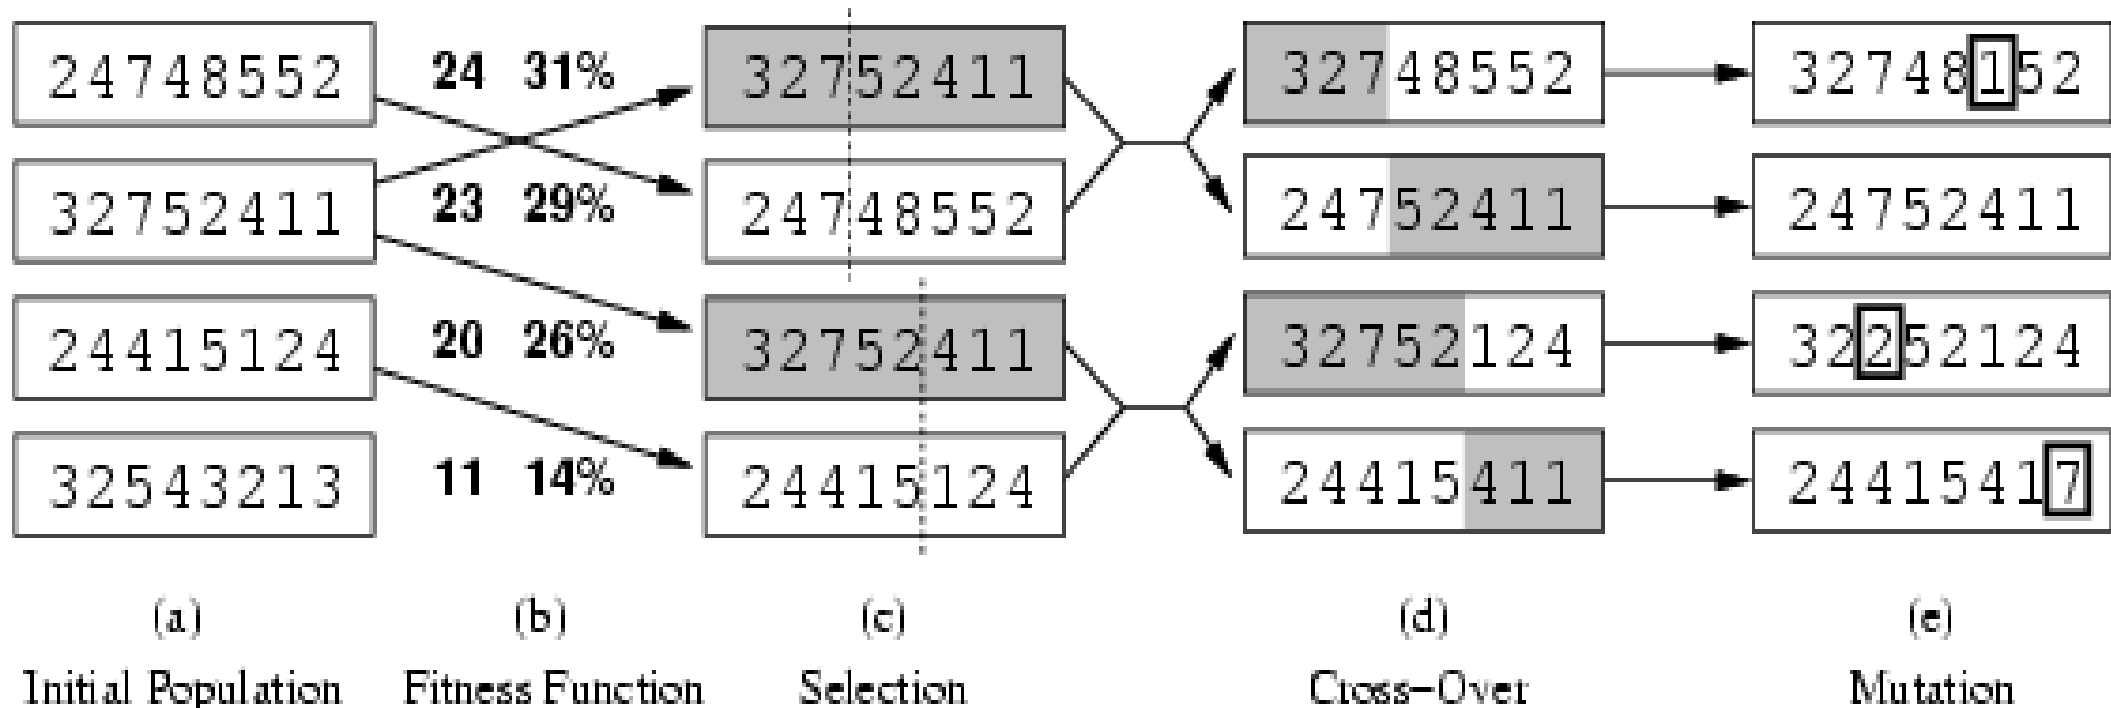 24748552 24 31% 32752411 32748552 32748152
32752411 23 29% 24748552 24752411 24752411
24415124 20 26% 32752411 32752124 32252124
32543213 11 14% 24415124 24415411 24415417
(a) (b) (c) (d) (e)
Initial Population Fitness Function Selection Cross-Over Mutation